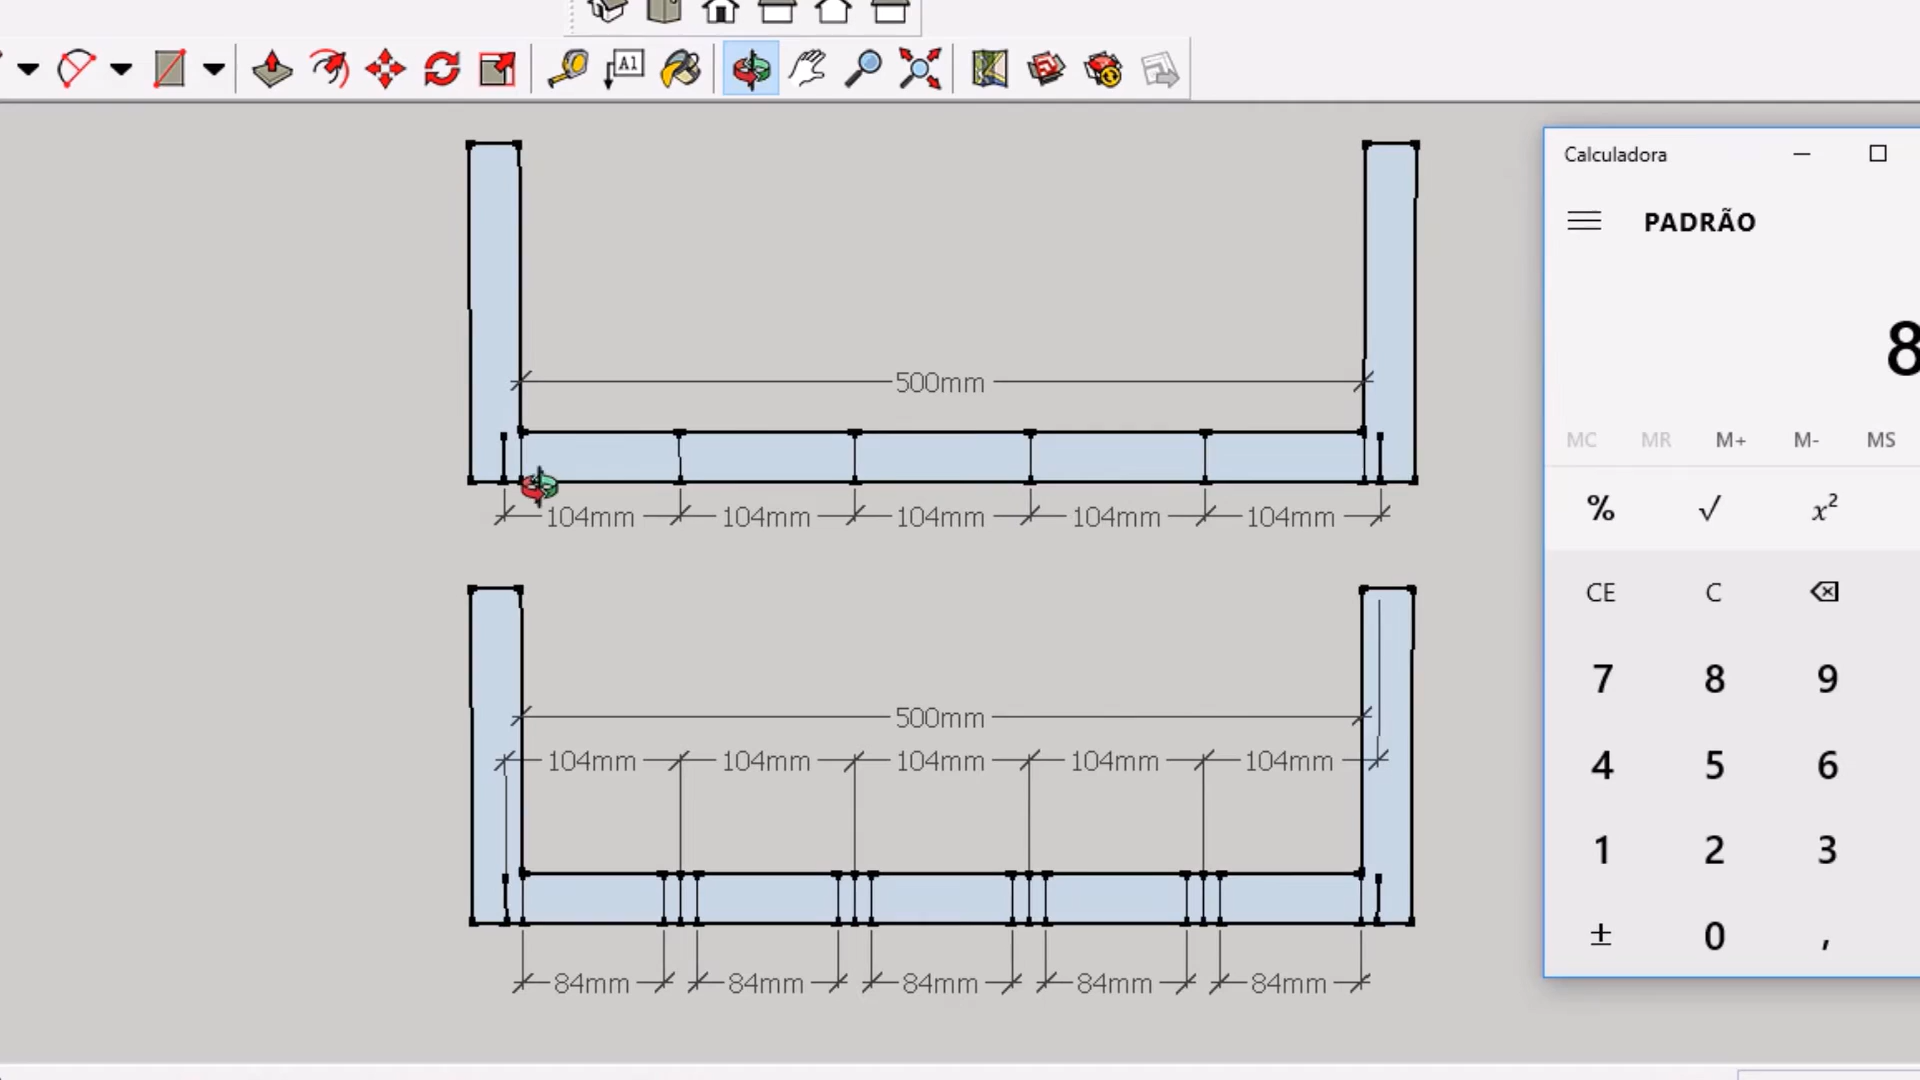 A1
Calculadora
PADRÃO
8
500mm
MC MR M+ M- MS
% √ x²
104mm 104mm 104mm 104mm 104mm
CE C
7 8 9
500mm
104mm 104mm 104mm 104mm 104mm
4 5 6
1 2 3
± 0 ,
84mm 84mm 84mm 84mm 84mm